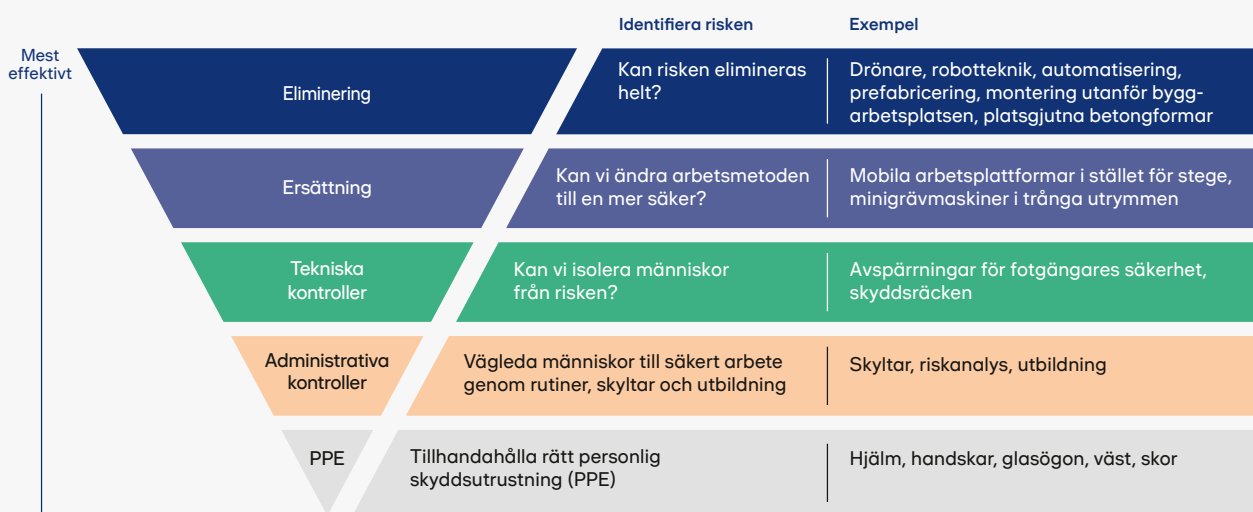 Identifiera risken
Exempel
Mest
effektivt
Eliminering
Kan risken elimineras
helt?
Drönare, robotteknik, automatisering,
prefabricering, montering utanför bygg-
arbetsplatsen, platsgjutna betongformar
Ersättning
Kan vi ändra arbetsmetoden
till en mer säker?
Mobila arbetsplattformar i stället för stege,
minigrävmaskiner i trånga utrymmen
Tekniska
kontroller
Kan vi isolera människor
från risken?
Avspärrningar för fotgängares säkerhet,
skyddsräcken
Administrativa
kontroller
Vägleda människor till säkert arbete
genom rutiner, skyltar och utbildning
Skyltar, riskanalys, utbildning
PPE
Tillhandahålla rätt personlig
skyddsutrustning (PPE)
Hjälm, handskar, glasögon, väst, skor